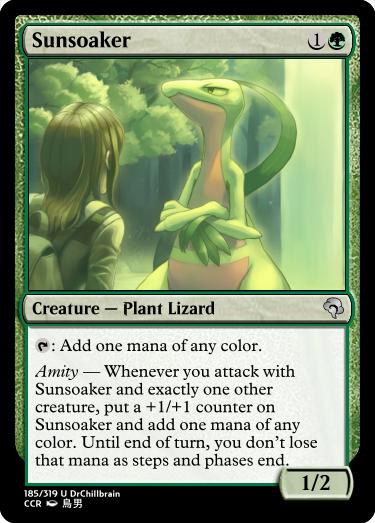 Sunsoaker 1
Creature — Plant Lizard
: Add one mana of any color.
Amity — Whenever you attack with
Sunsoaker and exactly one other
creature, put a +1/+1 counter on
Sunsoaker and add one mana of any
color. Until end of turn, you don't lose
that mana as steps and phases end.
1/2
185/319 U DrChillbrain
CCR 鳥男